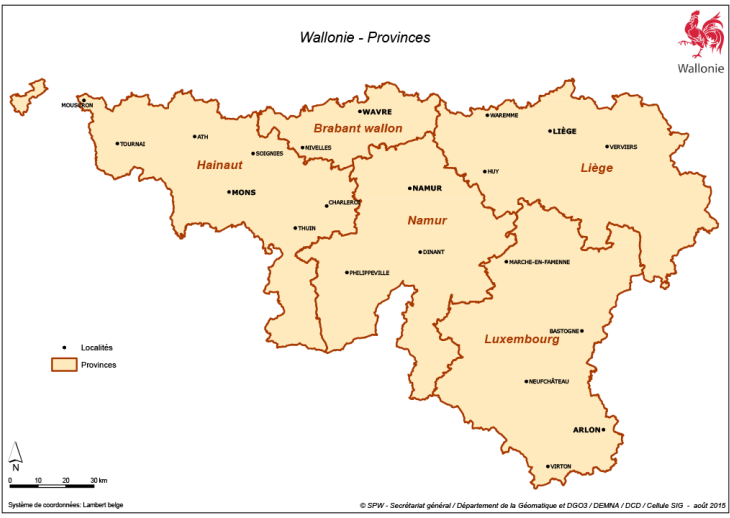 Wallonie - Provinces
Wallonie
MOUSCRON
WAVRE
WAREMME
Brabant wallon
LIÈGE
ATH
TOURNAI
NIVELLES
VERVIERS
SOIGNIES
Hainaut
Liège
HUY
MONS
NAMUR
CHARLEROI
Namur
THUIN
DINANT
MARCHE-EN-FAMENNE
PHILIPPEVILLE
BASTOGNE
Luxembourg
Localités
Provinces
NEUFCHÂTEAU
ARLON
VIRTON
N
0 10 20 30 km
Système de coordonnées: Lambert belge
© SPW - Secrétariat général / Département de la Géomatique et DGO3 / DEMNA / DCD / Cellule SIG - août 2015